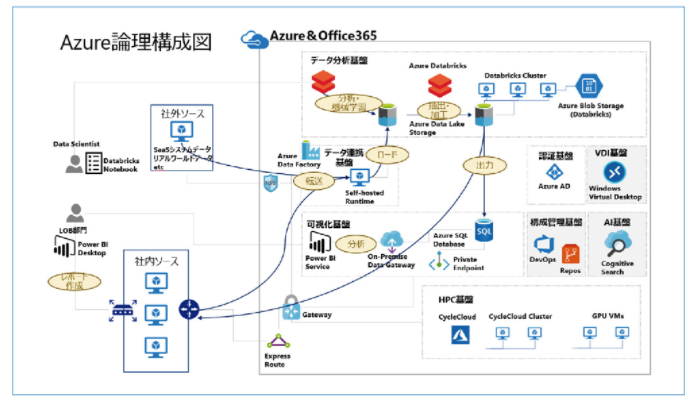 Azure論理構成図
Azure＆Office365
データ分析基盤
Azure Databricks
Databricks Cluster
分析・
機械学習
抽出・
加工
Azure Data Lake
Storage
Azure Blob Storage
(Databricks)
社外ソース
SaaSシステムデータ
リアルワールドデータ
etc
Data Scientist
Databricks
Notebook
Azure
Data Factory
データ連携
基盤
ロード
転送
Self-hosted
Runtime
出力
認証基盤
Azure AD
VDI基盤
Windows
Virtual Desktop
LOB部門
Power BI
Desktop
レポート
作成
社内ソース
可視化基盤
Power BI
Service
分析
On-Premise
Data Gateway
Azure SQL
Database
SQL
Private
Endpoint
構成管理基盤
DevOps
Repos
AI基盤
Cognitive
Search
Gateway
Express
Route
HPC基盤
CycleCloud
CycleCloud Cluster
GPU VMs